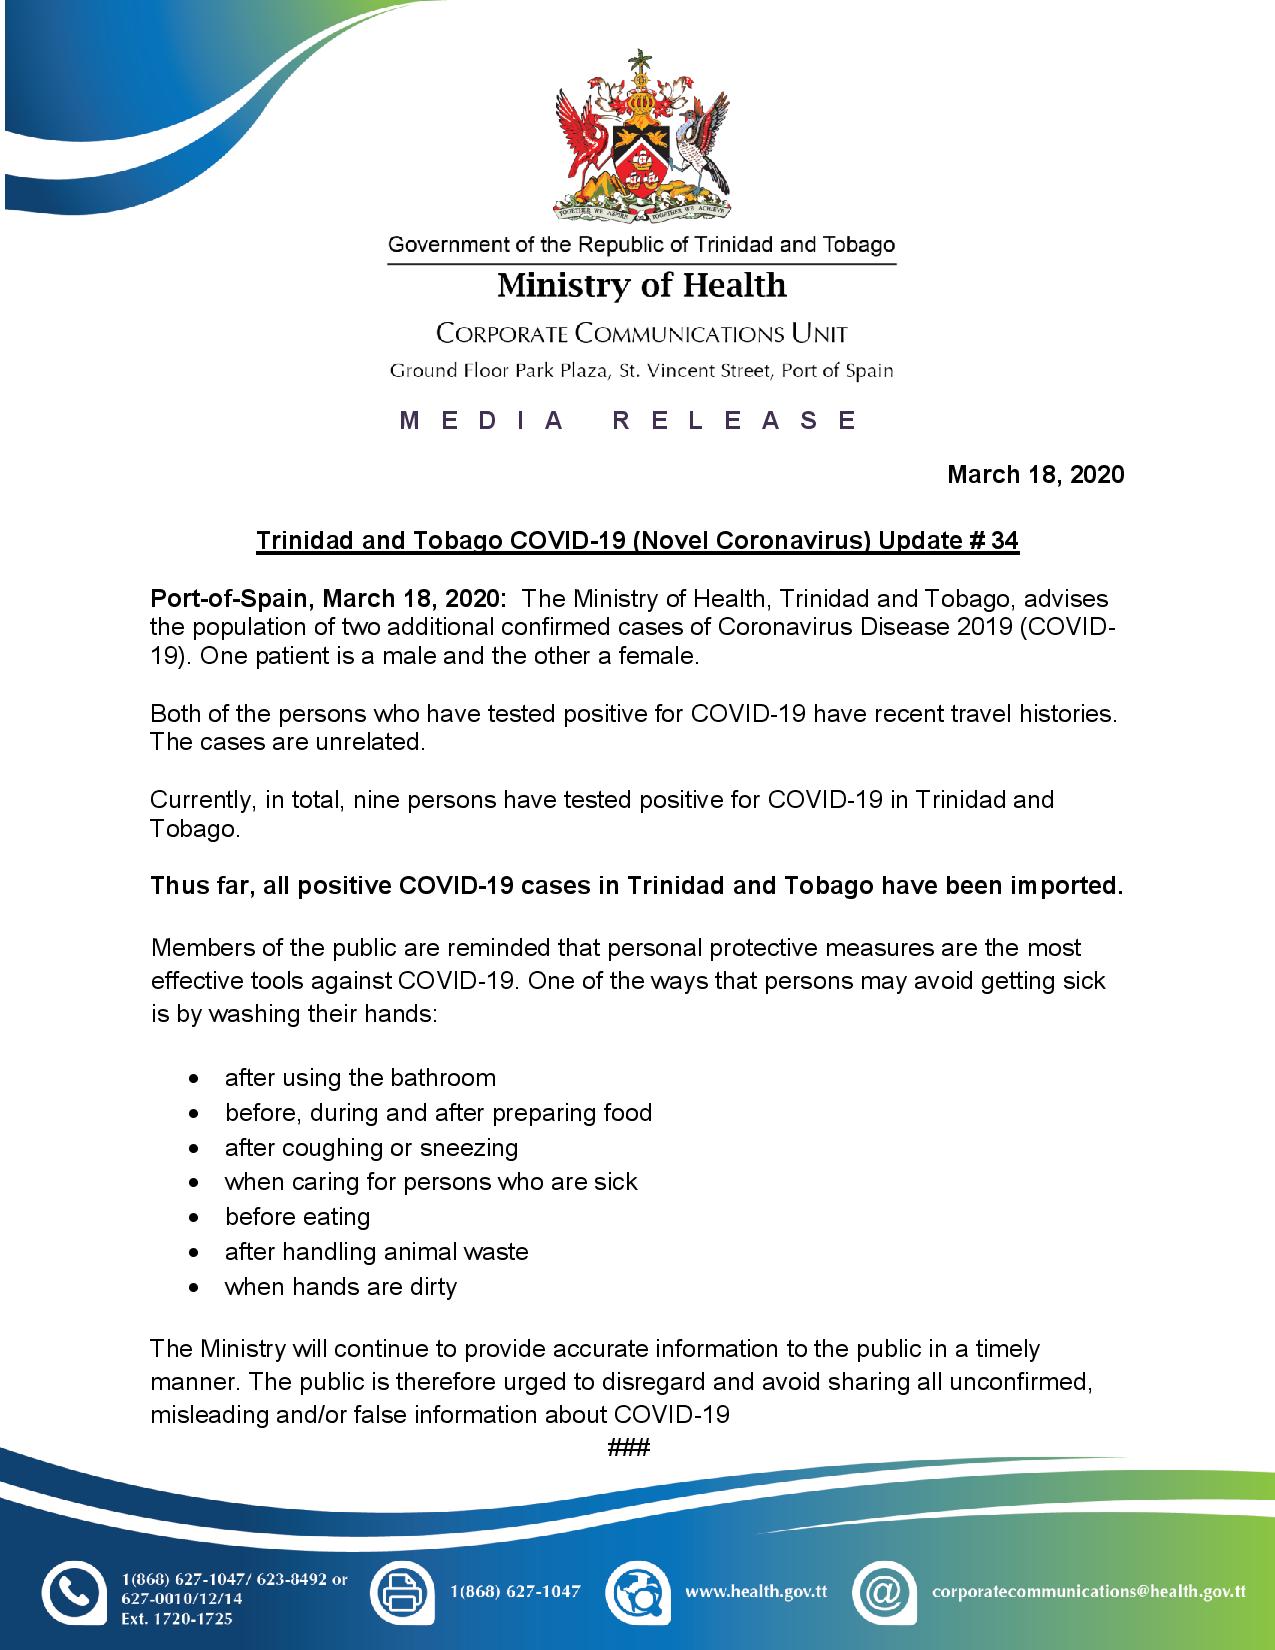 TOGETHER WE ASPIRE TOGETHER WE ACHIEVE
Government of the Republic of Trinidad and Tobago
Ministry of Health
CORPORATE COMMUNICATIONS UNIT
Ground Floor Park Plaza, St. Vincent Street, Port of Spain
MEDIA RELEASE
March 18, 2020
Trinidad and Tobago COVID-19 (Novel Coronavirus) Update # 34
Port-of-Spain, March 18, 2020: The Ministry of Health, Trinidad and Tobago, advises
the population of two additional confirmed cases of Coronavirus Disease 2019 (COVID-
19). One patient is a male and the other a female.
Both of the persons who have tested positive for COVID-19 have recent travel histories.
The cases are unrelated.
Currently, in total, nine persons have tested positive for COVID-19 in Trinidad and
Tobago.
Thus far, all positive COVID-19 cases in Trinidad and Tobago have been imported.
Members of the public are reminded that personal protective measures are the most
effective tools against COVID-19. One of the ways that persons may avoid getting sick
is by washing their hands:
• after using the bathroom
• before, during and after preparing food
• after coughing or sneezing
• when caring for persons who are sick
• before eating
• after handling animal waste
• when hands are dirty
The Ministry will continue to provide accurate information to the public in a timely
manner. The public is therefore urged to disregard and avoid sharing all unconfirmed,
misleading and/or false information about COVID-19
###
1(868) 627-1047/ 623-8492 or
627-0010/12/14
Ext. 1720-1725
1(868) 627-1047
www.health.gov.tt
@
corporatecommunications@health.gov.tt